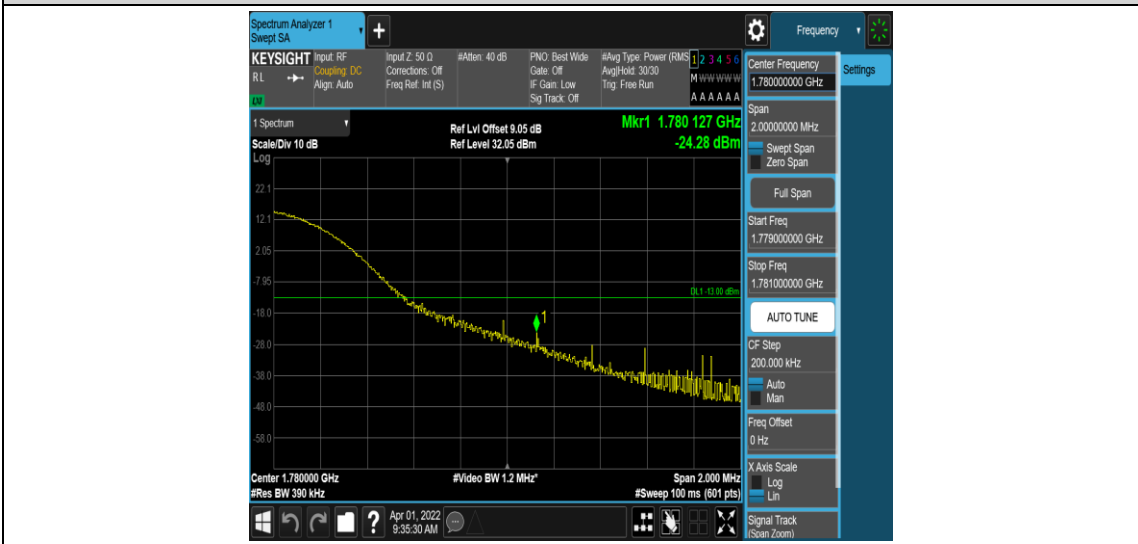 Spectrum Analyzer 1
Swept SA
+
Frequency
KEYSIGHT
RL
LXI
Input: RF
Coupling: DC
Align: Auto
Input Z: 50 Ω
Corrections: Off
Freq Ref: Int (S)
#Atten: 40 dB
PNO: Best Wide
Gate: Off
IF Gain: Low
Sig Track: Off
#Avg Type: Power (RMS
Avg|Hold: 30/30
Trig: Free Run
1 2 3 4 5 6
M W W W W W
A A A A A A
1 Spectrum
Scale/Div 10 dB
Log
Ref Lvl Offset 9.05 dB
Ref Level 32.05 dBm
Mkr1 1.780 127 GHz
-24.28 dBm
22.1
12.1
2.05
-7.95
-18.0
-28.0
-38.0
-48.0
-58.0
DL1 -13.00 dBm
1
Center 1.780000 GHz
#Res BW 390 kHz
#Video BW 1.2 MHz*
Span 2.000 MHz
#Sweep 100 ms (601 pts)
Settings
Center Frequency
1.780000000 GHz
Span
2.00000000 MHz
Swept Span
Zero Span
Full Span
Start Freq
1.779000000 GHz
Stop Freq
1.781000000 GHz
AUTO TUNE
CF Step
200.000 kHz
Auto
Man
Freq Offset
0 Hz
X Axis Scale
Log
Lin
Signal Track
(Span Zoom)
?
Apr 01, 2022
9:35:30 AM